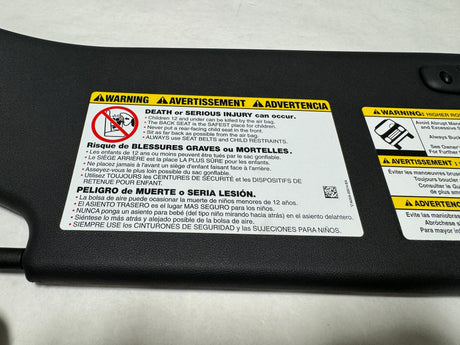 WARNING AVERTISSEMENT ADVERTENCIA
DEATH or SERIOUS INJURY can occur.
• Children 12 and under can be killed by the air bag.
• The BACK SEAT is the SAFEST place for children.
• Never put a rear-facing child seat in the front.
• Sit as far back as possible from the air bag.
• ALWAYS use SEAT BELTS and CHILD RESTRAINTS.
Risque de BLESSURES GRAVES ou MORTELLES.
• Les enfants de 12 ans ou moins peuvent être tués par le sac gonflable.
• Le SIÈGE ARRIÈRE est la PLACE LA PLUS SÛRE pour les enfants.
• Ne placez jamais à l'avant un siège d'enfant faisant face à l'arrière.
• Asseyez-vous le plus loin possible du sac gonflable.
• Utilisez TOUJOURS les CEINTURES DE SÉCURITÉ et les DISPOSITIFS DE
RETENUE POUR ENFANT.
PELIGRO de MUERTE o SERIA LESIÓN.
• La bolsa de aire puede ocasionar la muerte de niños menores de 12 años.
• El ASIENTO TRASERO es el lugar MÁS SEGURO para los niños.
• NUNCA ponga un asiento para bebé (del tipo niño mirando hacia atrás) en el asiento delantero.
• Siéntese lo más atrás y alejado posible de la bolsa de aire.
• SIEMPRE USE los CINTURONES DE SEGURIDAD y las SUJECIONES PARA NIÑOS.
WARNING: HIGHER RO
Avoid Abrupt Man
and Excessive S
Always Buck
See Owner'
For Further
AVERTISSEMENT :
Évitez les manoeuvres brusq
Toujours
Consulter le Gu
plus d'i
ADVERTENC
Evite las maniobras
Abróchese s
Para mayor inf